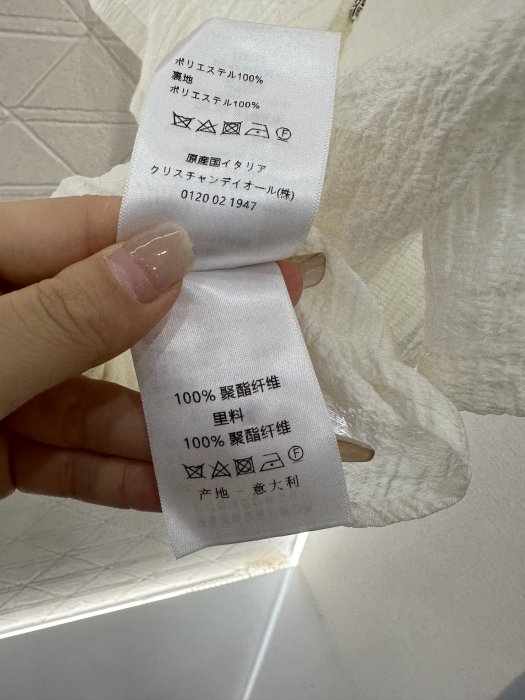 ポリエステル100%
裏地
ポリエステル100%
F
原産国イタリア
クリスチャンディオール(株)
0120 02 1947
100% 聚酯纤维
里料
100% 聚酯纤维
F
产地 - 意大利